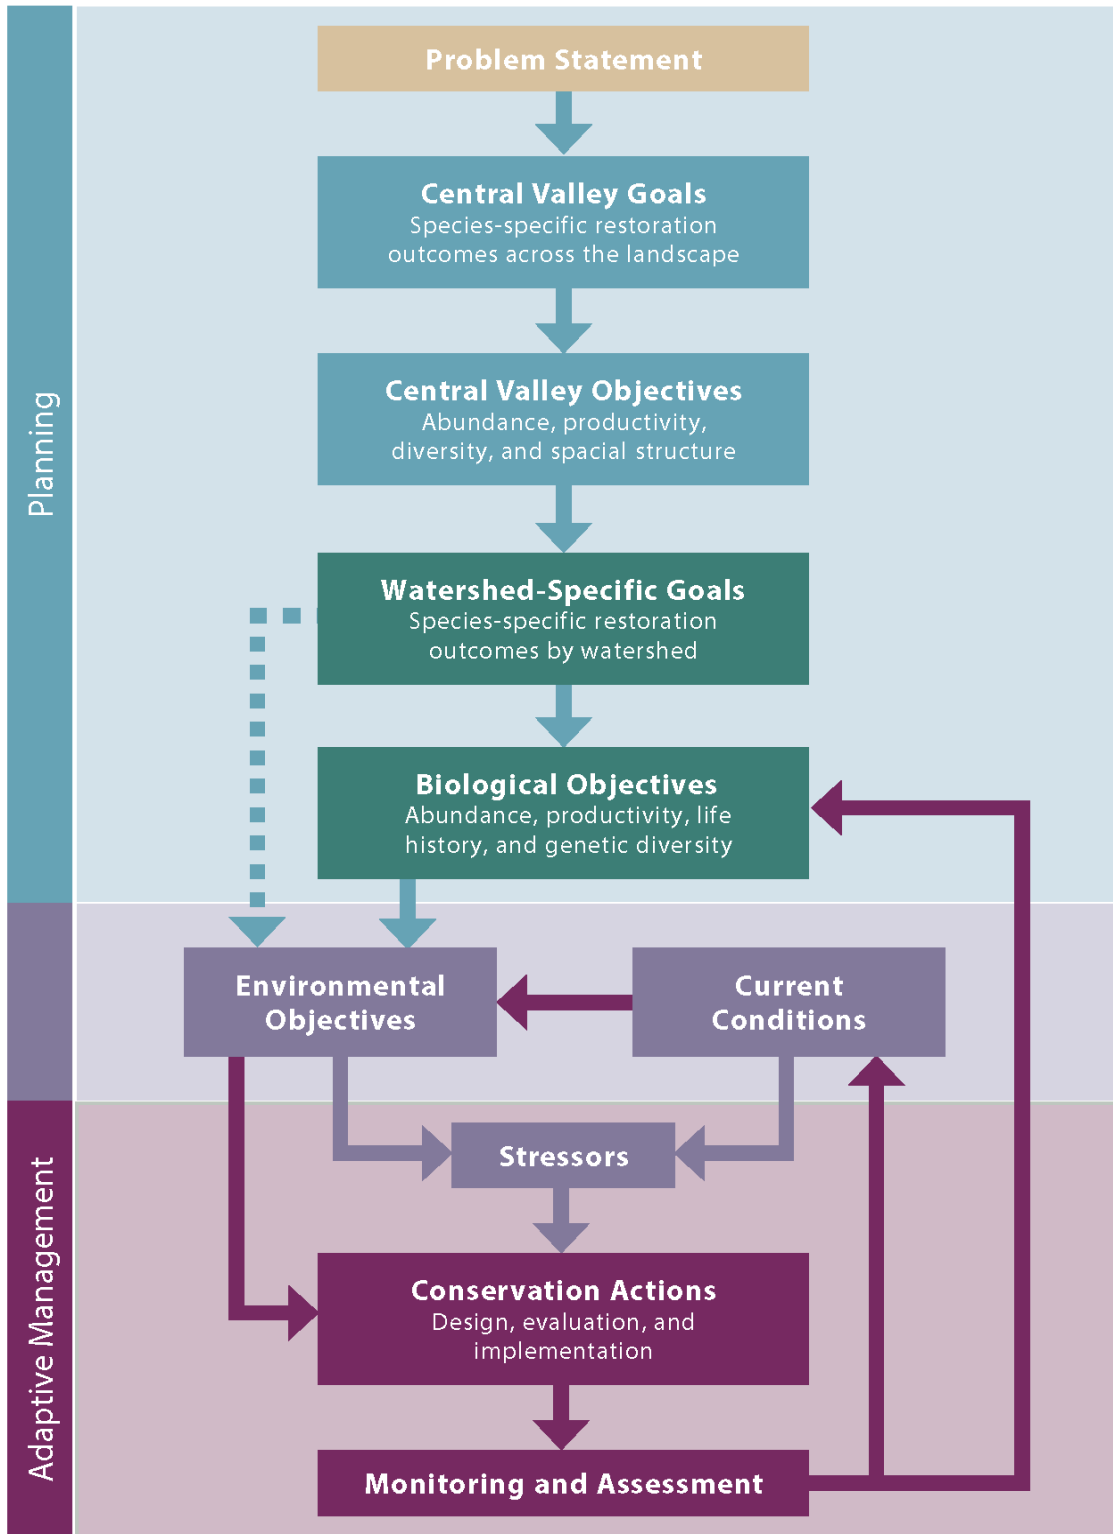 Planning
Problem Statement
Central Valley Goals
Species-specific restoration
outcomes across the landscape
Central Valley Objectives
Abundance, productivity,
diversity, and spacial structure
Watershed-Specific Goals
Species-specific restoration
outcomes by watershed
Biological Objectives
Abundance, productivity, life
history, and genetic diversity
Environmental
Objectives
Current
Conditions
Adaptive Management
Stressors
Conservation Actions
Design, evaluation, and
implementation
Monitoring and Assessment